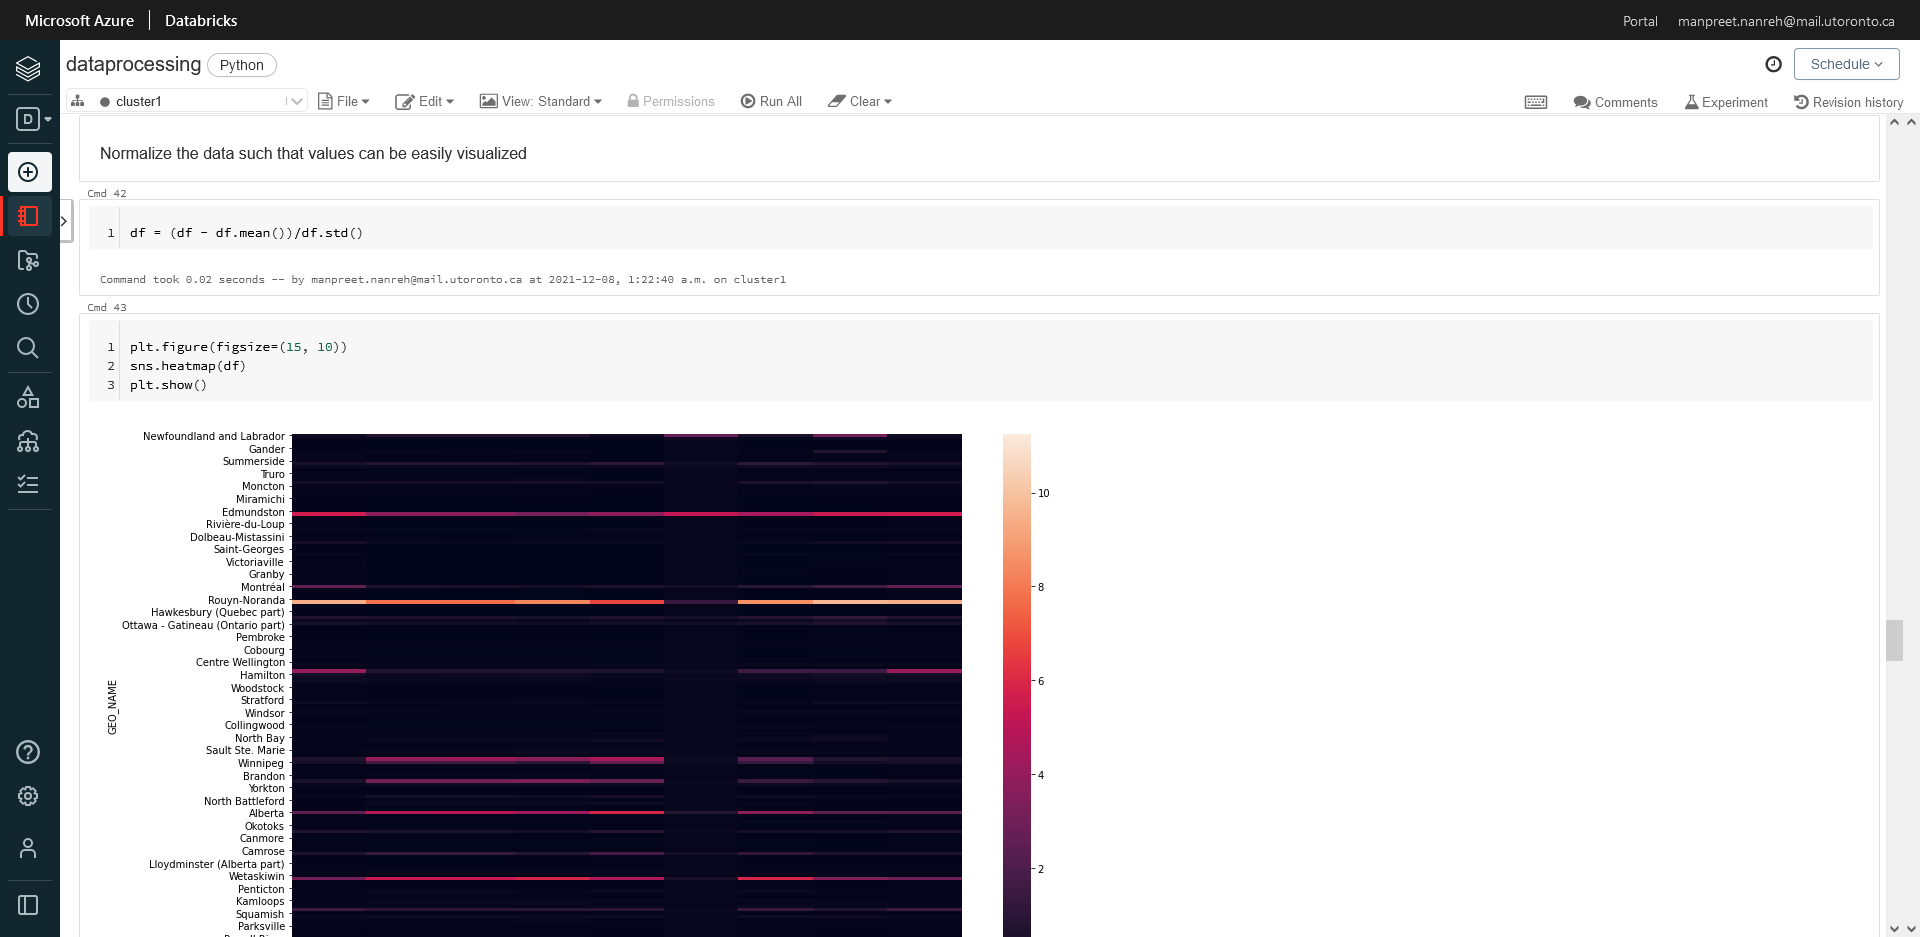 Microsoft Azure | Databricks
Portal manpreet.nanreh@mail.utoronto.ca
dataprocessing Python
Schedule
D
cluster1 File Edit View: Standard Permissions Run All Clear
Comments Experiment Revision history
Normalize the data such that values can be easily visualized
Cmd 42
1 df = (df - df.mean())/df.std()
Command took 0.02 seconds -- by manpreet.nanreh@mail.utoronto.ca at 2021-12-08, 1:22:40 a.m. on cluster1
Cmd 43
1 plt.figure(figsize=(15, 10))
2 sns.heatmap(df)
3 plt.show()
Newfoundland and Labrador
Gander
Summerside
Truro
Moncton
Miramichi
Edmundston
Rivière-du-Loup
Dolbeau-Mistassini
Saint-Georges
Victoriaville
Granby
Montréal
Rouyn-Noranda
Hawkesbury (Quebec part)
Ottawa - Gatineau (Ontario part)
Pembroke
Cobourg
Centre Wellington
Hamilton
Woodstock
Stratford
Windsor
Collingwood
North Bay
Sault Ste. Marie
Winnipeg
Brandon
Yorkton
North Battleford
Alberta
Okotoks
Canmore
Camrose
Lloydminster (Alberta part)
Wetaskiwin
Penticton
Kamloops
Squamish
Parksville
GEO_NAME
10
8
6
4
2